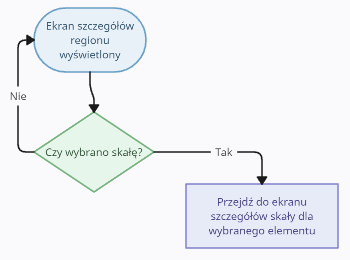 Ekran szczegółów
regionu
wyświetlony
Nie
Czy wybrano skałę?
Tak
Przejdź do ekranu
szczegółów skały dla
wybranego elementu